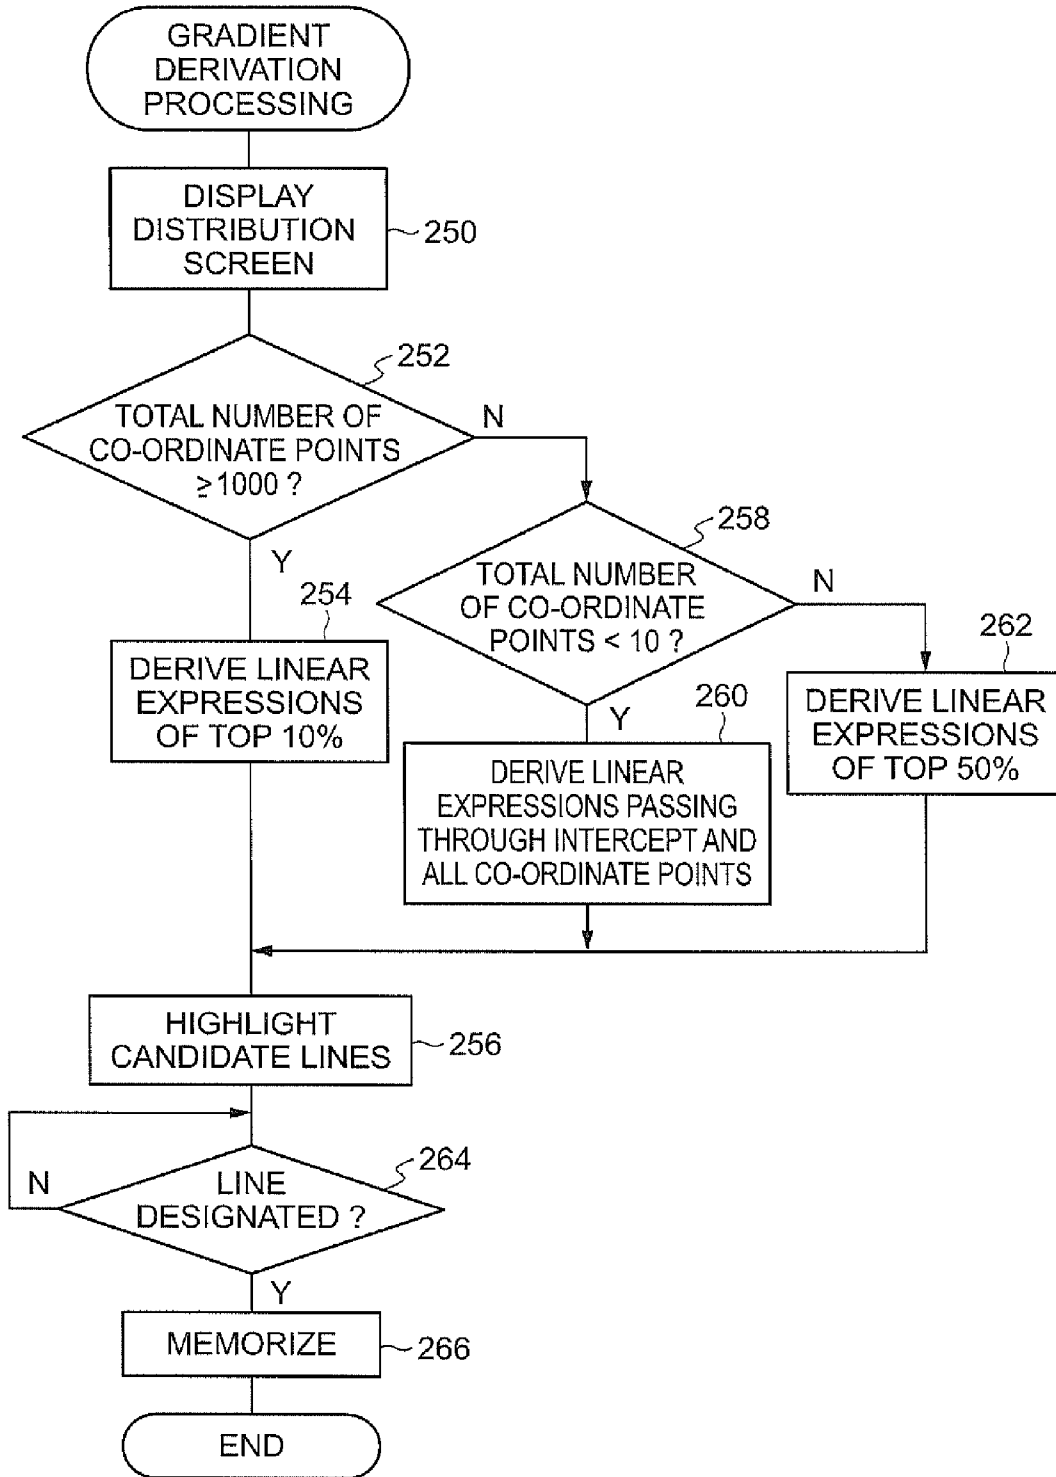 GRADIENT
DERIVATION
PROCESSING
DISPLAY
DISTRIBUTION
SCREEN
250
252
TOTAL NUMBER OF
CO-ORDINATE POINTS
≥1000 ?
N
Y
258
TOTAL NUMBER
OF CO-ORDINATE
POINTS < 10 ?
N
Y
254
DERIVE LINEAR
EXPRESSIONS
OF TOP 10%
260
DERIVE LINEAR
EXPRESSIONS PASSING
THROUGH INTERCEPT AND
ALL CO-ORDINATE POINTS
262
DERIVE LINEAR
EXPRESSIONS
OF TOP 50%
HIGHLIGHT
CANDIDATE LINES
256
264
LINE
DESIGNATED ?
N
Y
MEMORIZE
266
END